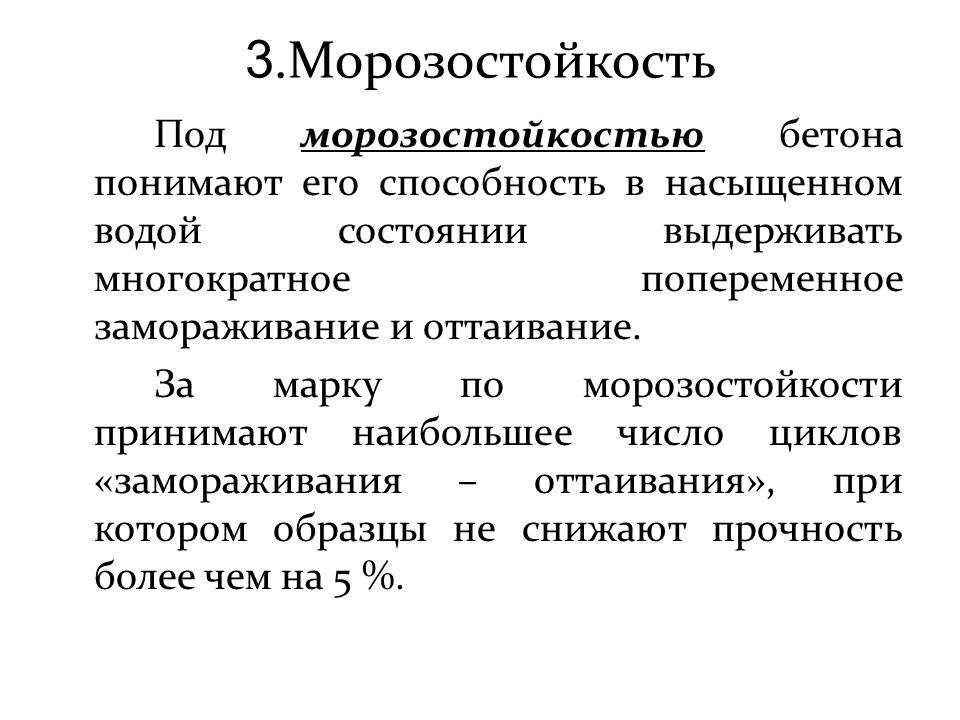 3.Морозостойкость
Под морозостойкостью бетона
понимают его способность в насыщенном
водой состоянии выдерживать
многократное попеременное
замораживание и оттаивание.
За марку по морозостойкости
принимают наибольшее число циклов
«замораживания – оттаивания», при
котором образцы не снижают прочность
более чем на 5 %.